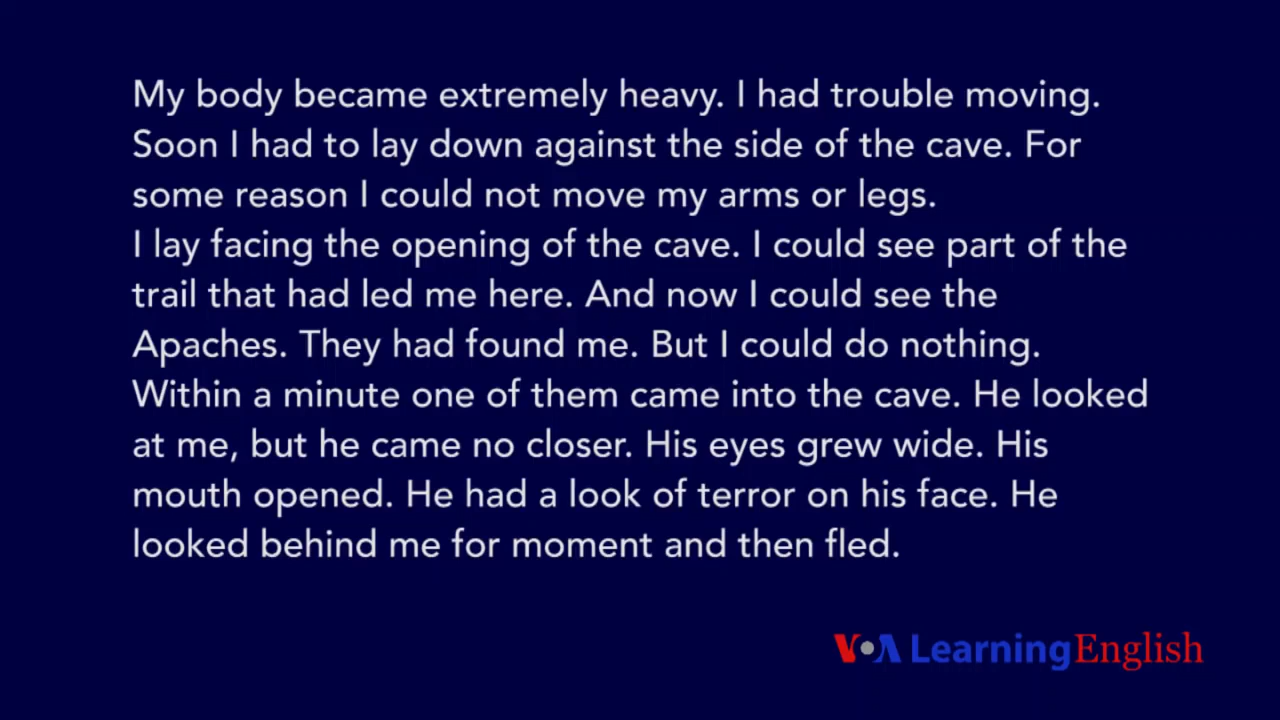 My body became extremely heavy. I had trouble moving.
Soon I had to lay down against the side of the cave. For
some reason I could not move my arms or legs.
I lay facing the opening of the cave. I could see part of the
trail that had led me here. And now I could see the
Apaches. They had found me. But I could do nothing.
Within a minute one of them came into the cave. He looked
at me, but he came no closer. His eyes grew wide. His
mouth opened. He had a look of terror on his face. He
looked behind me for moment and then fled.
VOA Learning English